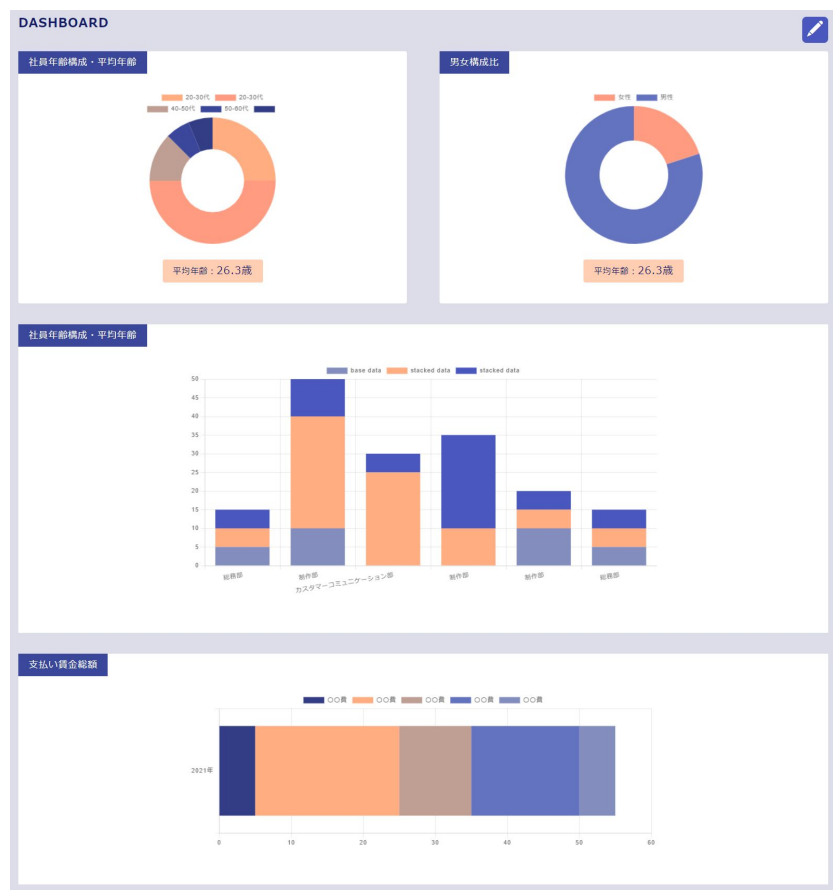 DASHBOARD
社員年齢構成・平均年齢
20-30代 20-30代
40-50代 50-60代
平均年齢：26.3歳
男女構成比
女性 男性
平均年齢：26.3歳
社員年齢構成・平均年齢
base data stacked data stacked data
50
45
40
35
30
25
20
15
10
5
0
総務部 制作部 カスタマーコミュニケーション部 制作部 制作部 総務部
支払い賃金総額
○○費 ○○費 ○○費 ○○費 ○○費
2021年
0 10 20 30 40 50 60